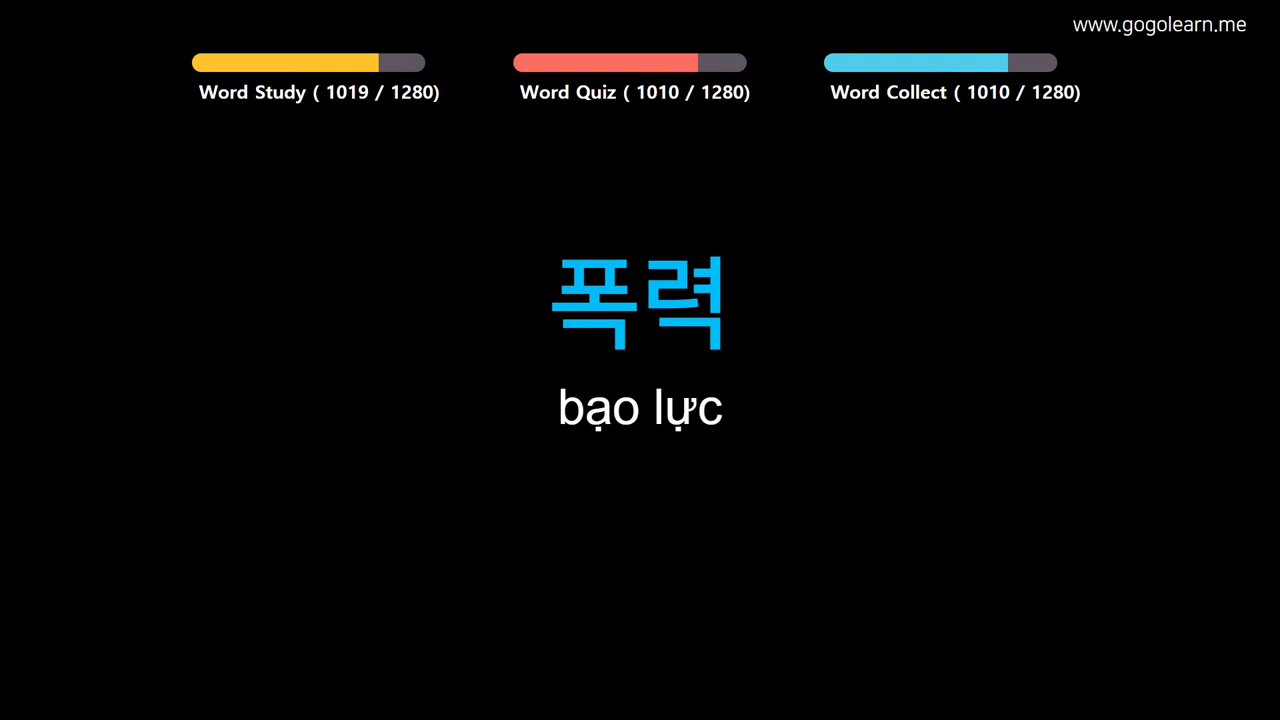 www.gogolearn.me
Word Study ( 1019 / 1280)
Word Quiz ( 1010 / 1280)
Word Collect ( 1010 / 1280)
폭력
bạo lực